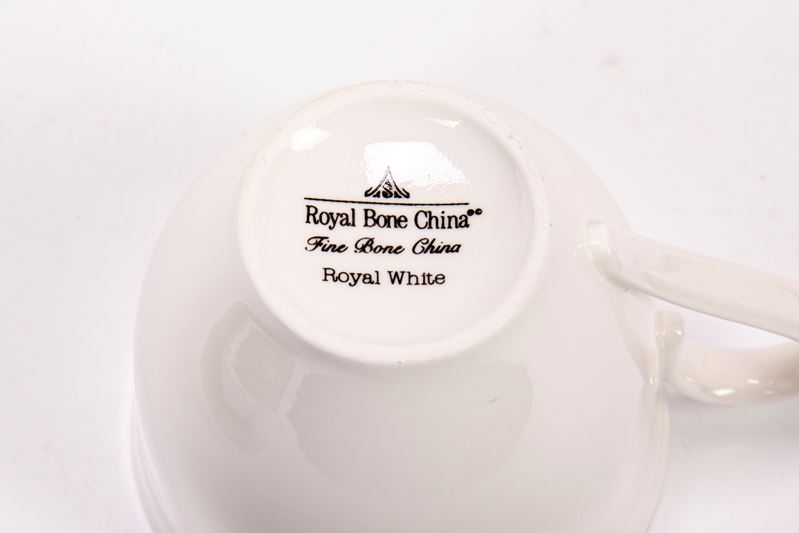 Royal Bone China
Fine Bone China
Royal White